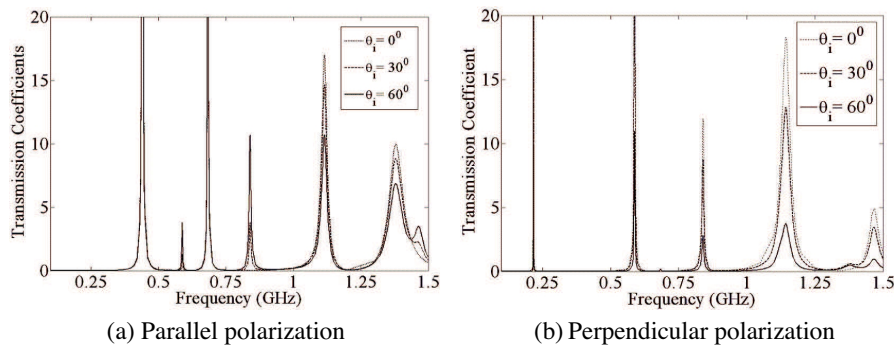 20
15
10
5
0
Transmission Coefficients
θi = 0⁰
θi = 30⁰
θi = 60⁰
0.25 0.5 0.75 1 1.25 1.5
Frequency (GHz)
(a) Parallel polarization
20
15
10
5
0
Transmission Coefficient
θi = 0⁰
θi = 30⁰
θi = 60⁰
0.25 0.5 0.75 1 1.25 1.5
Frequency (GHz)
(b) Perpendicular polarization